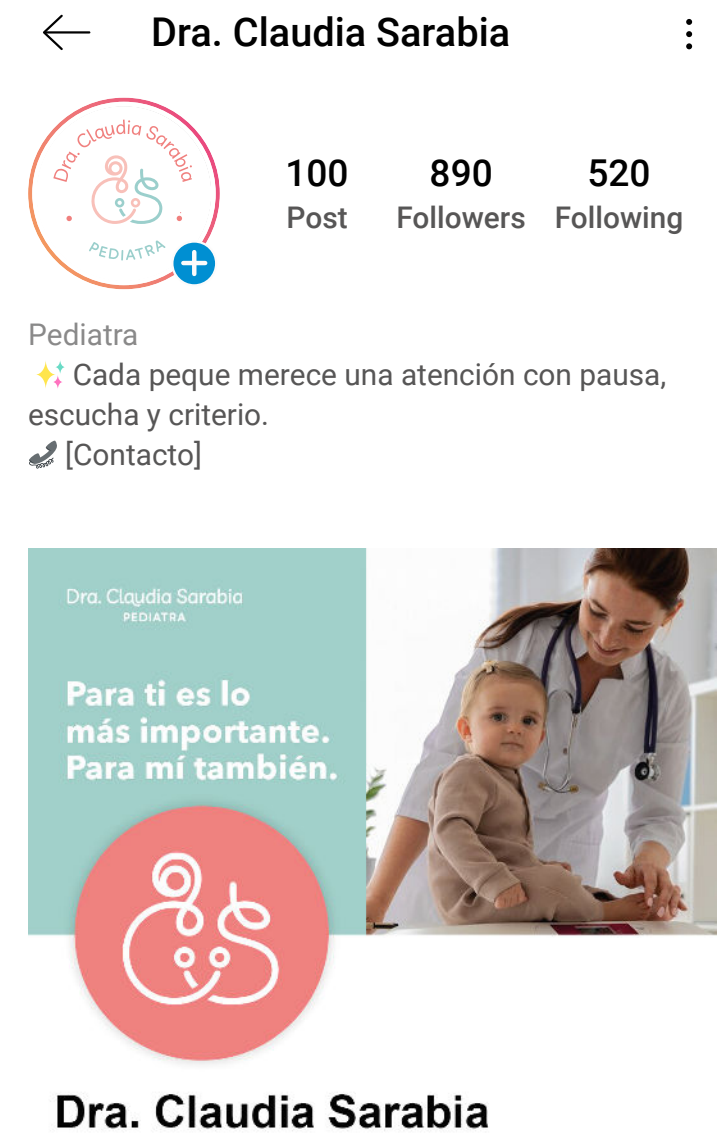 Dra. Claudia Sarabia
Dra. Claudia Sarabia
PEDIATRA
100 890 520
Post Followers Following
Pediatra
Cada peque merece una atención con pausa,
escucha y criterio.
[Contacto]
Dra. Claudia Sarabia
PEDIATRA
Para ti es lo
más importante.
Para mí también.
Dra. Claudia Sarabia